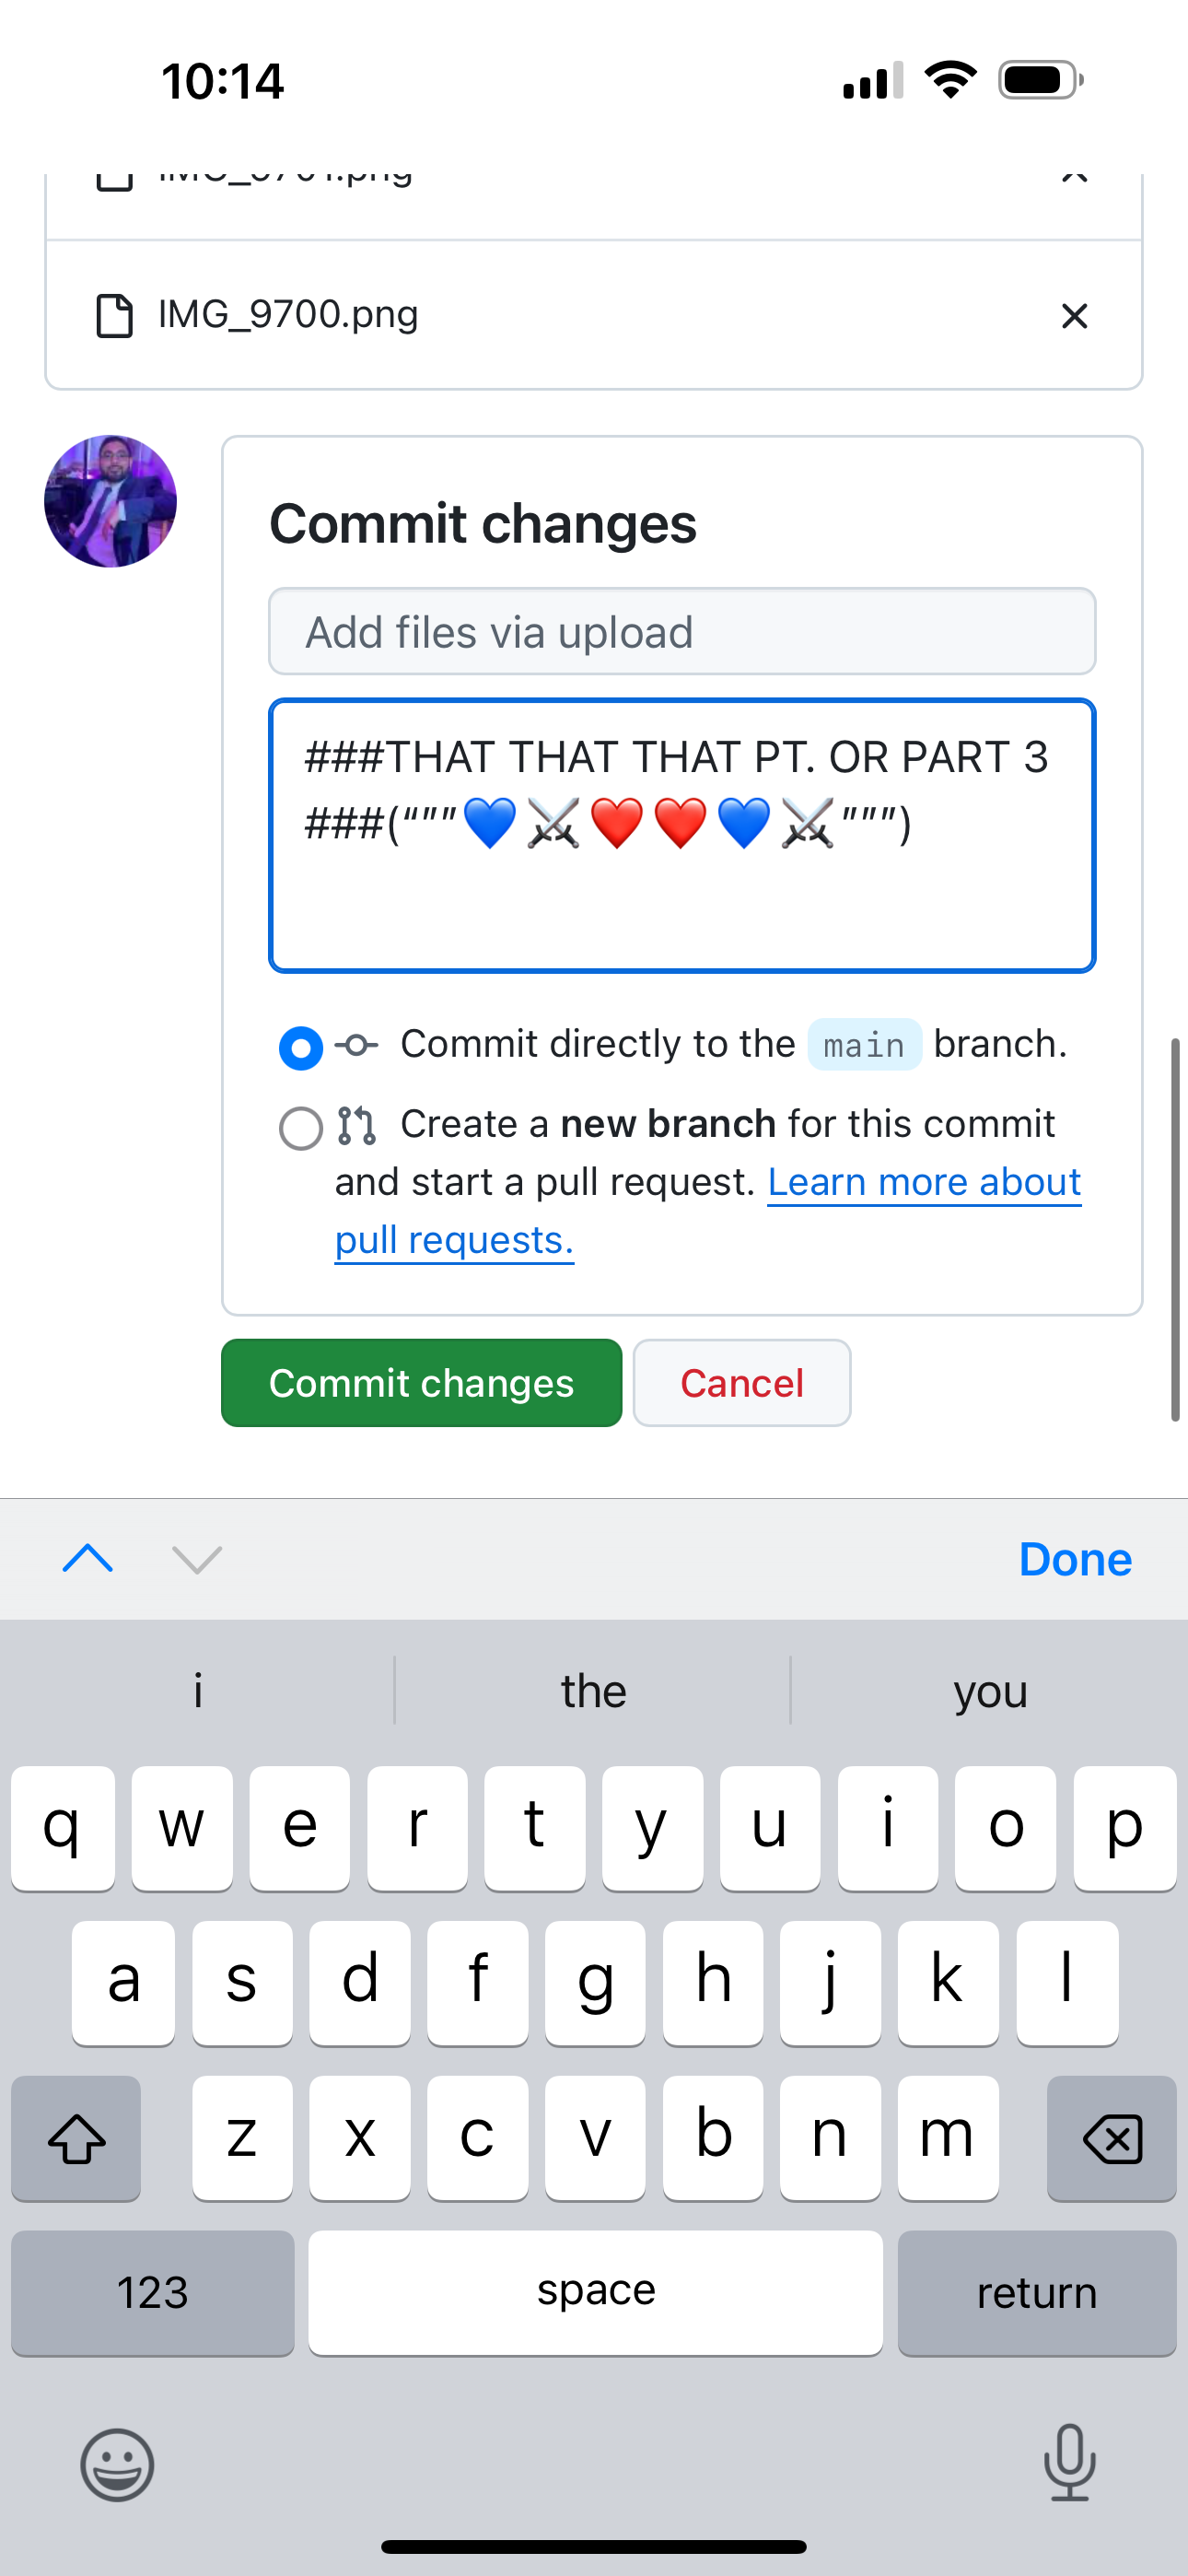 10:14
IMG_9701.png
IMG_9700.png
Commit changes
Add files via upload
###THAT THAT THAT PT. OR PART 3
###(“””💙⚔️❤️❤️💙⚔️”””)
Commit directly to the main branch.
Create a new branch for this commit
and start a pull request. Learn more about
pull requests.
Commit changes Cancel
Done
i the you
q w e r t y u i o p
a s d f g h j k l
z x c v b n m
123 space return